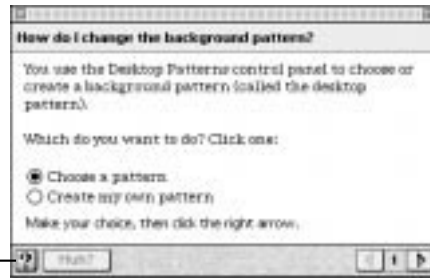 How do I change the background pattern?
You use the Desktop Patterns control panel to choose or
create a background pattern (called the desktop
pattern).
Which do you want to do? Click one:
Choose a pattern
Create my own pattern
Make your choice, then click the right arrow.
?
Huh?
1